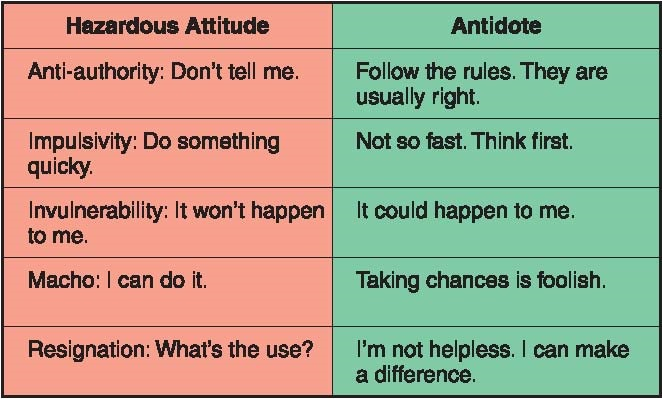 Hazardous Attitude
Antidote
Anti-authority: Don't tell me.
Follow the rules. They are
usually right.
Impulsivity: Do something
quicky.
Not so fast. Think first.
Invulnerability: It won't happen
to me.
It could happen to me.
Macho: I can do it.
Taking chances is foolish.
Resignation: What's the use?
I'm not helpless. I can make
a difference.